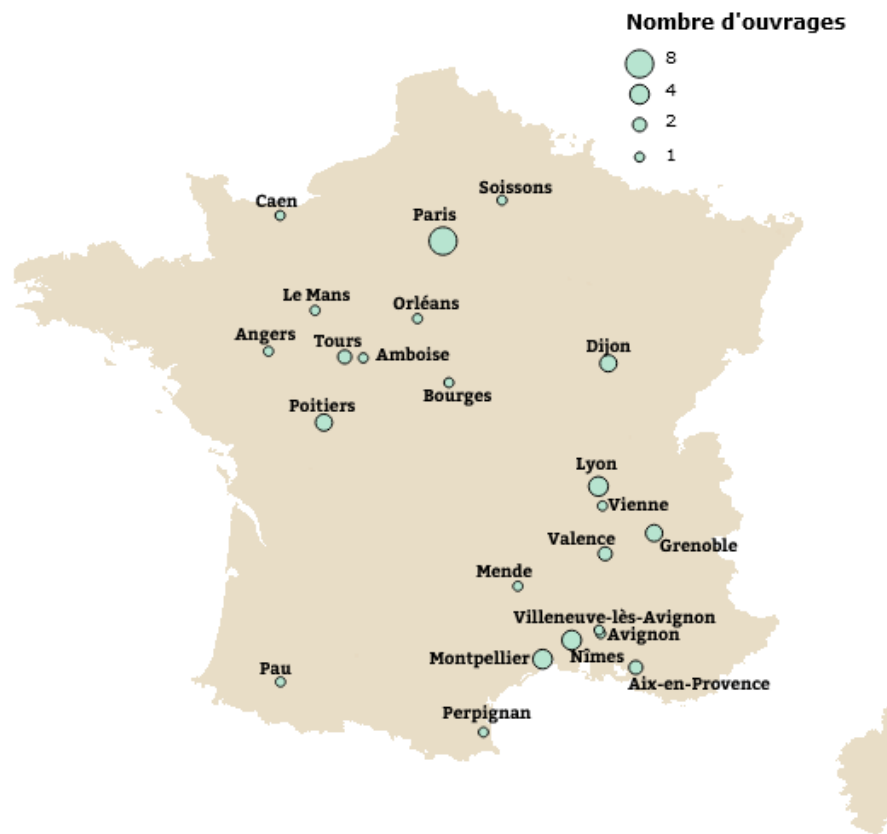 Nombre d'ouvrages
8
4
2
1
Soissons
Caen
Paris
Le Mans
Orléans
Angers
Tours
Amboise
Dijon
Bourges
Poitiers
Lyon
Vienne
Valence
Grenoble
Mende
Villeneuve-lès-Avignon
Avignon
Montpellier
Nîmes
Pau
Aix-en-Provence
Perpignan